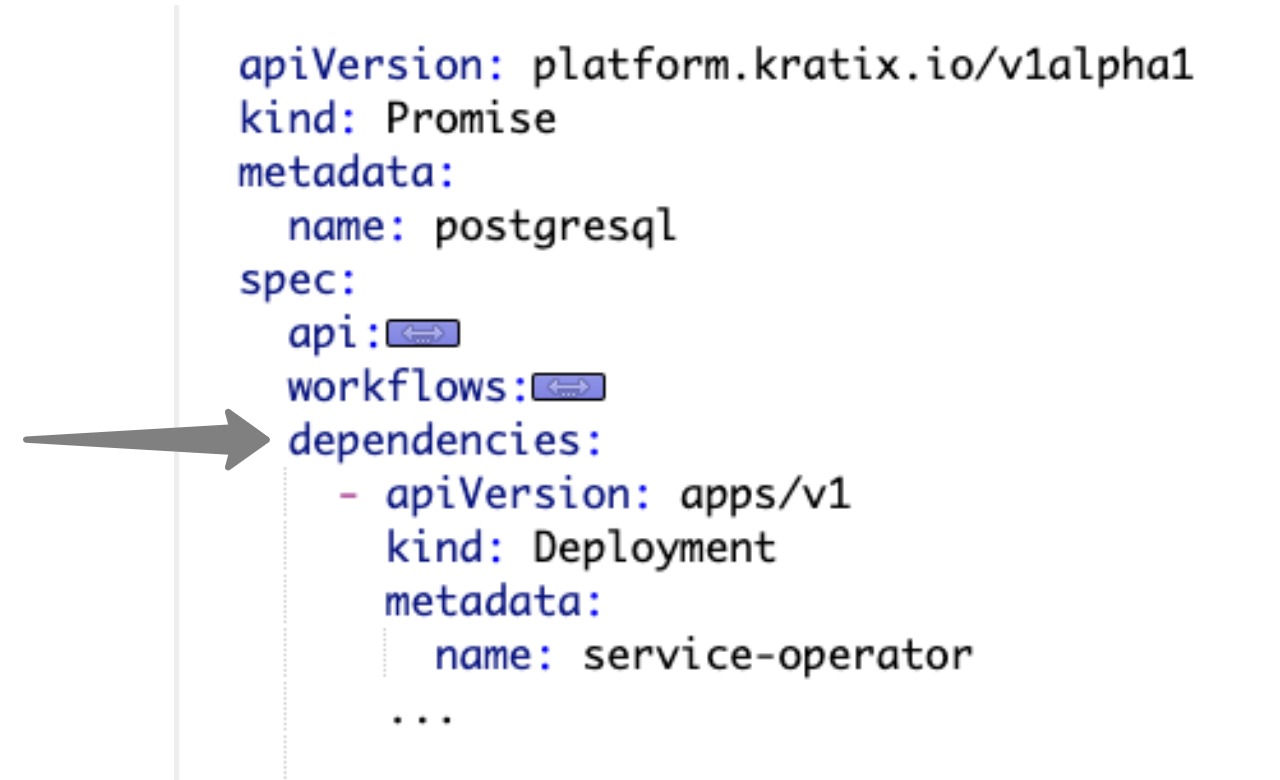 apiVersion: platform.kratix.io/v1alpha1
kind: Promise
metadata:
  name: postgresql
spec:
  api:
  workflows:
  dependencies:
    - apiVersion: apps/v1
      kind: Deployment
      metadata:
        name: service-operator
      ...